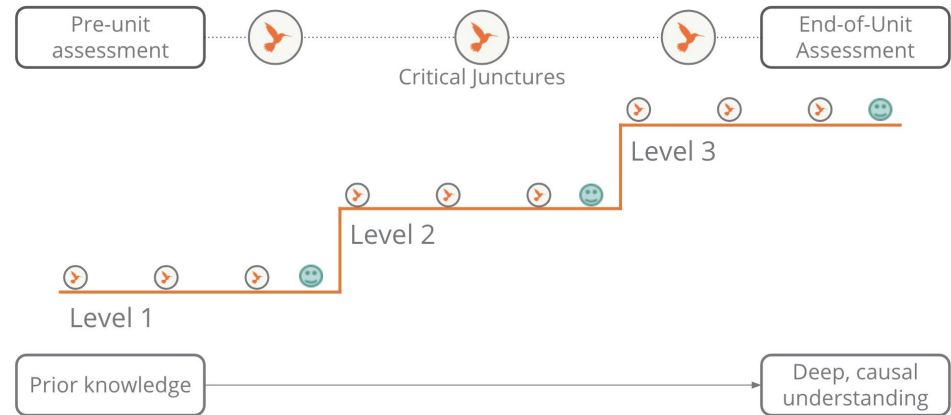 Pre-unit
assessment
End-of-Unit
Assessment
Critical Junctures
Level 3
Level 2
Level 1
Prior knowledge
Deep, causal
understanding